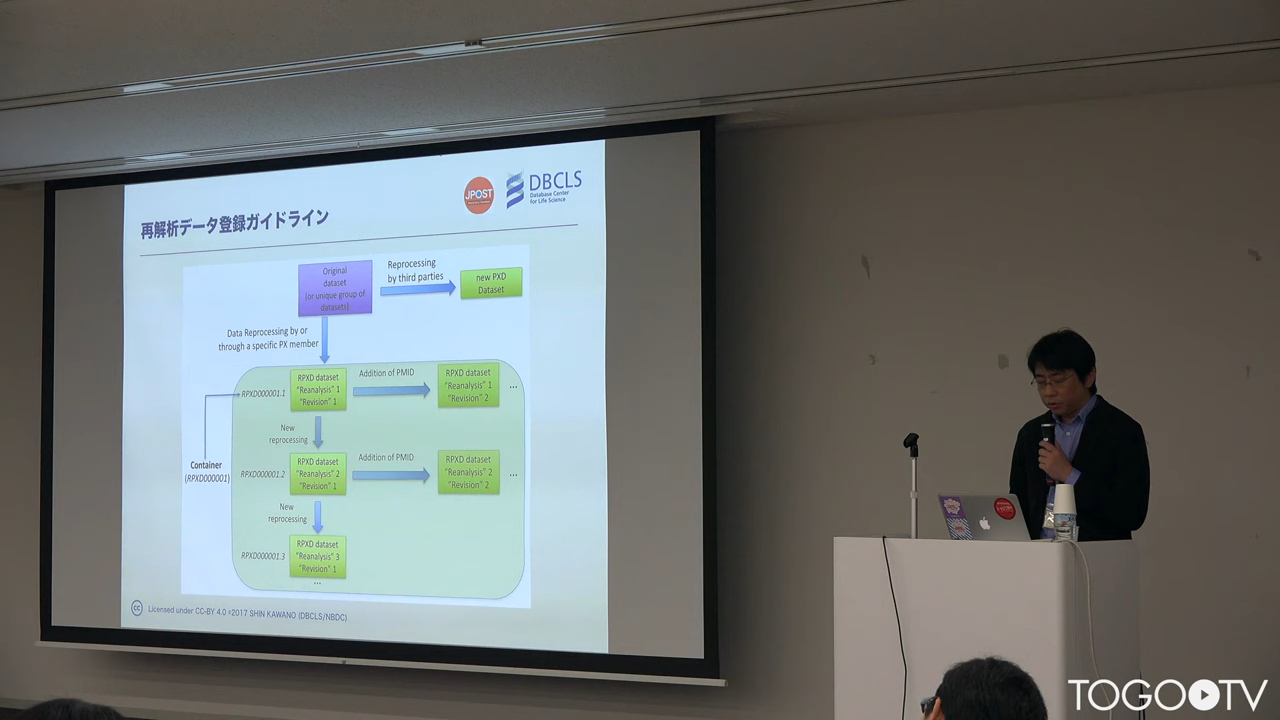 JPOST
DBCLS
Database Center
for Life Science
再解析データ登録ガイドライン
Original
dataset
(or unique group of
datasets)
Reprocessing
by third parties
new PXD
Dataset
Data Reprocessing by or
through a specific PX member
RPXD000001.1
RPXD dataset
"Reanalysis" 1
"Revision" 1
Addition of PMID
RPXD dataset
"Reanalysis" 1
"Revision" 2
...
New
reprocessing
Container
(RPXD000001)
RPXD000001.2
RPXD dataset
"Reanalysis" 2
"Revision" 1
Addition of PMID
RPXD dataset
"Reanalysis" 2
"Revision" 2
...
New
reprocessing
RPXD000001.3
RPXD dataset
"Reanalysis" 3
"Revision" 1
...
cc Licensed under CC-BY 4.0 ©2017 SHIN KAWANO (DBCLS/NBDC)
TOGOTV